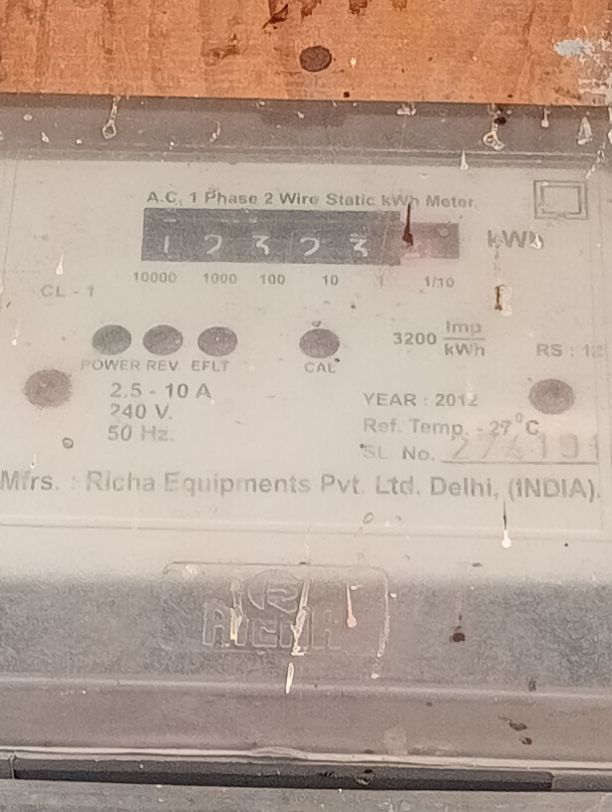 A.C. 1 Phase 2 Wire Static kWh Meter
1 2 3 2 3
kWh
10000 1000 100 10 1 1/10
CL - 1
3200 Imp/kWh
RS : 12
POWER REV. EFLT CAL
2.5 - 10 A
240 V.
50 Hz.
YEAR : 2012
Ref. Temp. - 27°C
SL. No. 274191
Mfrs. : Richa Equipments Pvt. Ltd. Delhi, (INDIA).
RICHA